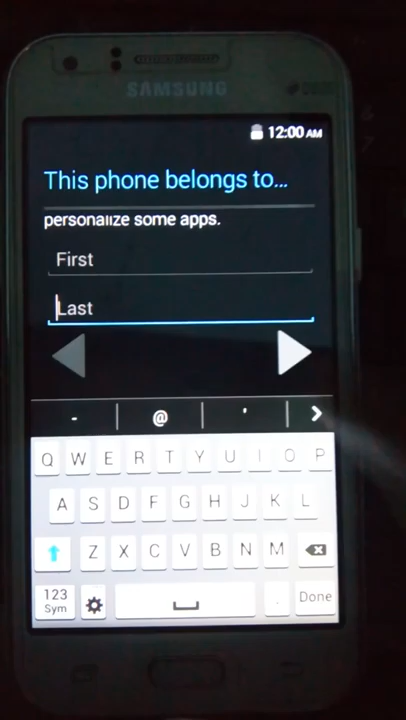 SAMSUNG
12:00 AM
This phone belongs to...
personalize some apps.
First
Last
- @ '
Q W E R T Y U I O P
A S D F G H J K L
Z X C V B N M
123
Sym
. Done